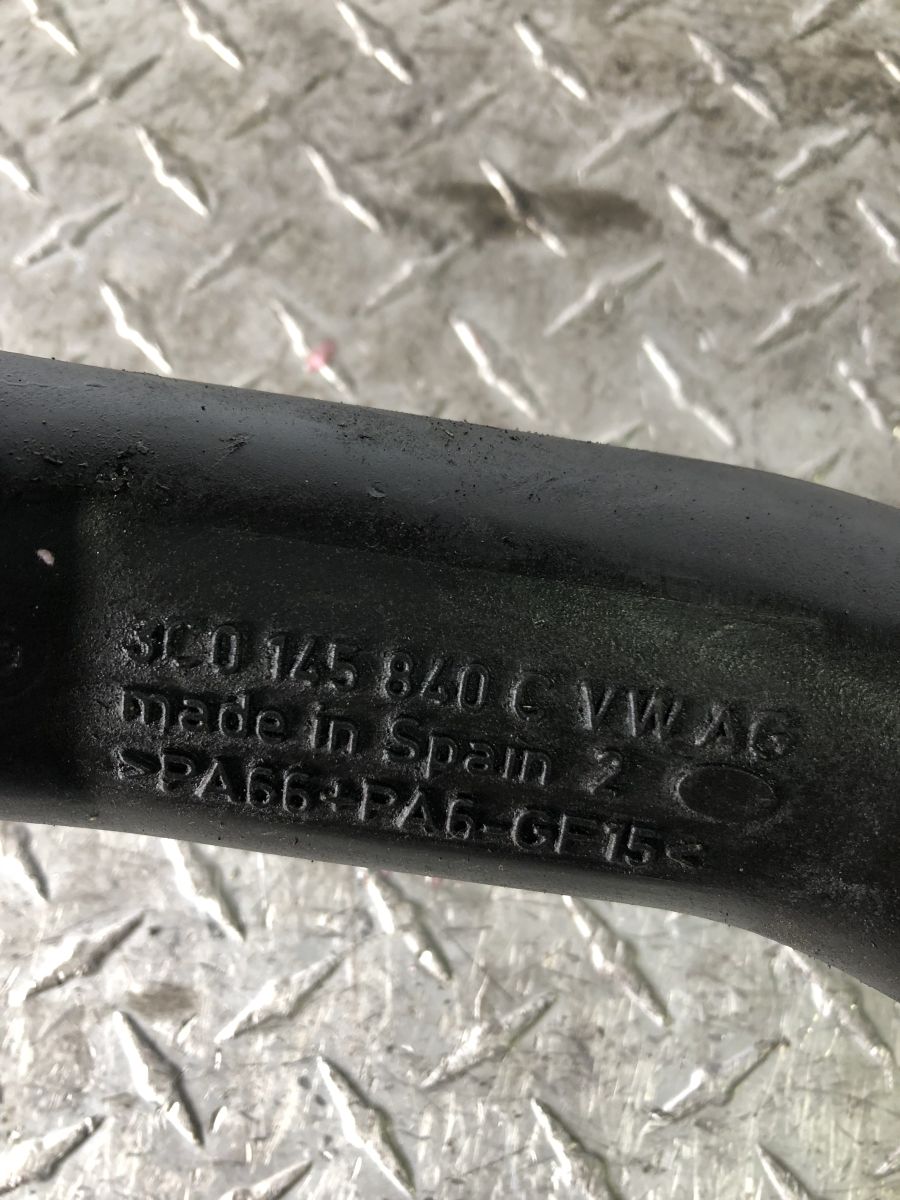 3C0 145 840 C VW AG
made in Spain 2
>PA66+PA6-GF15<